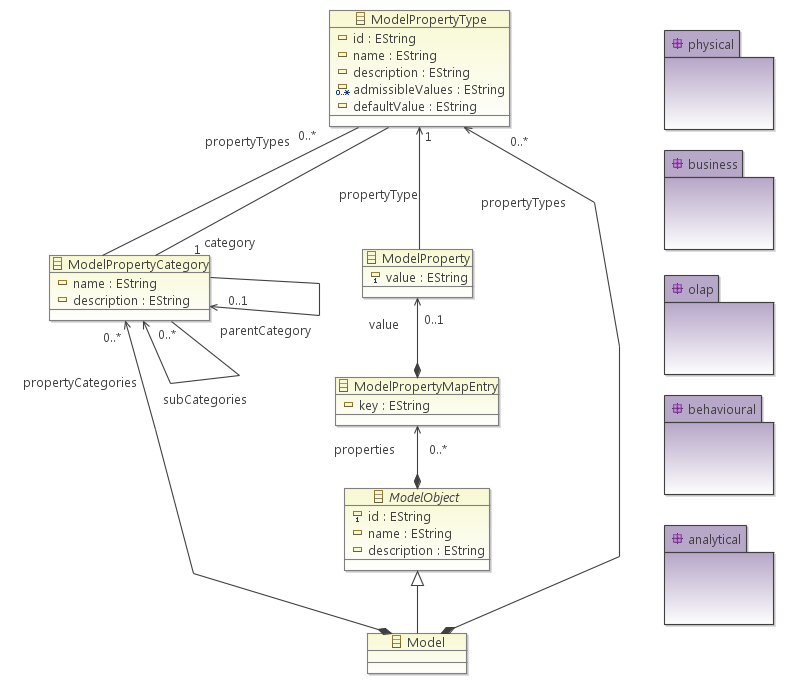 ModelPropertyType
id : EString
name : EString
description : EString
0..* admissibleValues : EString
defaultValue : EString
propertyTypes 0..*
1
0..*
propertyType
propertyTypes
1 category
ModelPropertyCategory
name : EString
description : EString
0..1
parentCategory
0..*
0..*
propertyCategories
subCategories
ModelProperty
1 value : EString
value 0..1
ModelPropertyMapEntry
key : EString
properties 0..*
ModelObject
1 id : EString
name : EString
description : EString
Model
physical
business
olap
behavioural
analytical